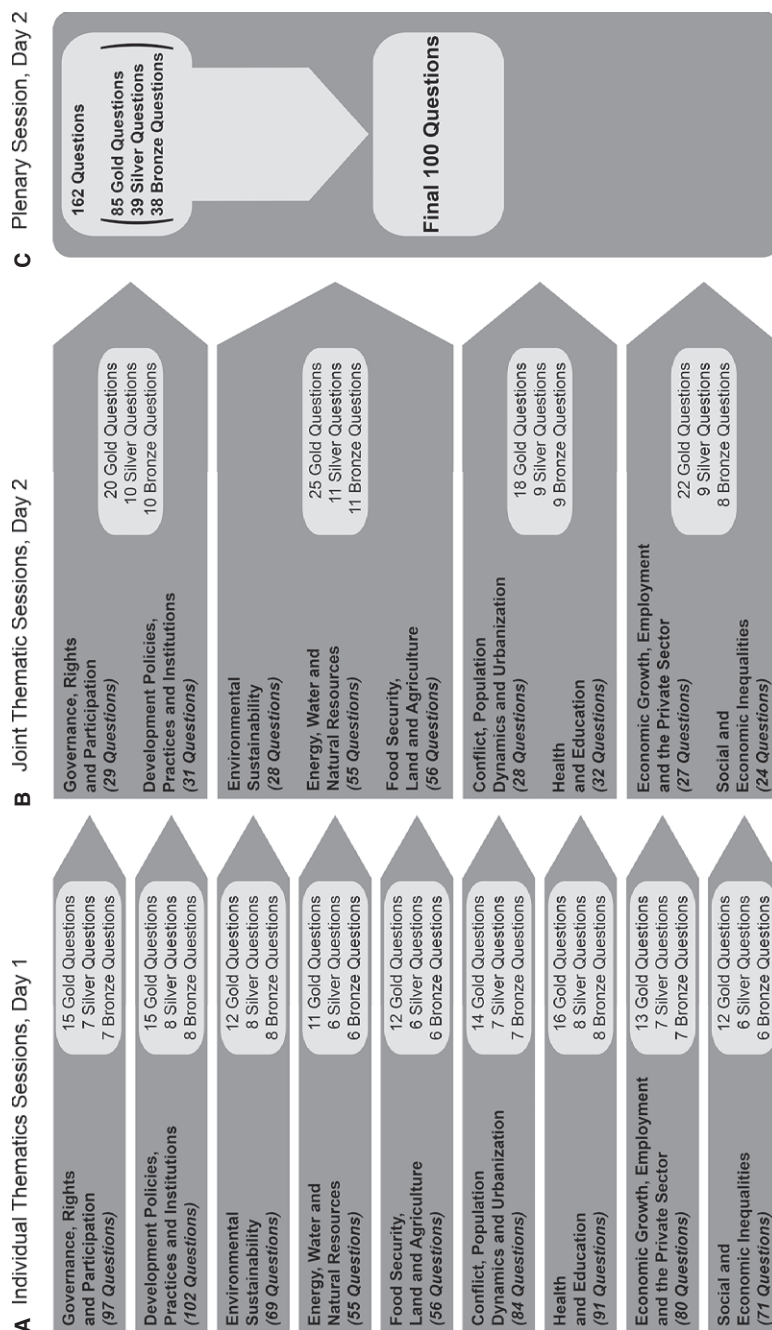 A Individual Thematics Sessions, Day 1
Governance, Rights
and Participation
(97 Questions)
15 Gold Questions
7 Silver Questions
7 Bronze Questions
Development Policies,
Practices and Institutions
(102 Questions)
15 Gold Questions
8 Silver Questions
8 Bronze Questions
Environmental
Sustainability
(69 Questions)
12 Gold Questions
8 Silver Questions
8 Bronze Questions
Energy, Water and
Natural Resources
(55 Questions)
11 Gold Questions
6 Silver Questions
6 Bronze Questions
Food Security,
Land and Agriculture
(56 Questions)
12 Gold Questions
6 Silver Questions
6 Bronze Questions
Conflict, Population
Dynamics and Urbanization
(84 Questions)
14 Gold Questions
7 Silver Questions
7 Bronze Questions
Health
and Education
(91 Questions)
16 Gold Questions
8 Silver Questions
8 Bronze Questions
Economic Growth, Employment
and the Private Sector
(80 Questions)
13 Gold Questions
7 Silver Questions
7 Bronze Questions
Social and
Economic Inequalities
(71 Questions)
12 Gold Questions
6 Silver Questions
6 Bronze Questions
B Joint Thematic Sessions, Day 2
Governance, Rights
and Participation
(29 Questions)
Development Policies,
Practices and Institutions
(31 Questions)
20 Gold Questions
10 Silver Questions
10 Bronze Questions
Environmental
Sustainability
(28 Questions)
Energy, Water and
Natural Resources
(55 Questions)
Food Security,
Land and Agriculture
(56 Questions)
25 Gold Questions
11 Silver Questions
11 Bronze Questions
Conflict, Population
Dynamics and Urbanization
(28 Questions)
Health
and Education
(32 Questions)
18 Gold Questions
9 Silver Questions
9 Bronze Questions
Economic Growth, Employment
and the Private Sector
(27 Questions)
Social and
Economic Inequalities
(24 Questions)
22 Gold Questions
9 Silver Questions
8 Bronze Questions
C Plenary Session, Day 2
162 Questions
(85 Gold Questions
39 Silver Questions
38 Bronze Questions)
Final 100 Questions